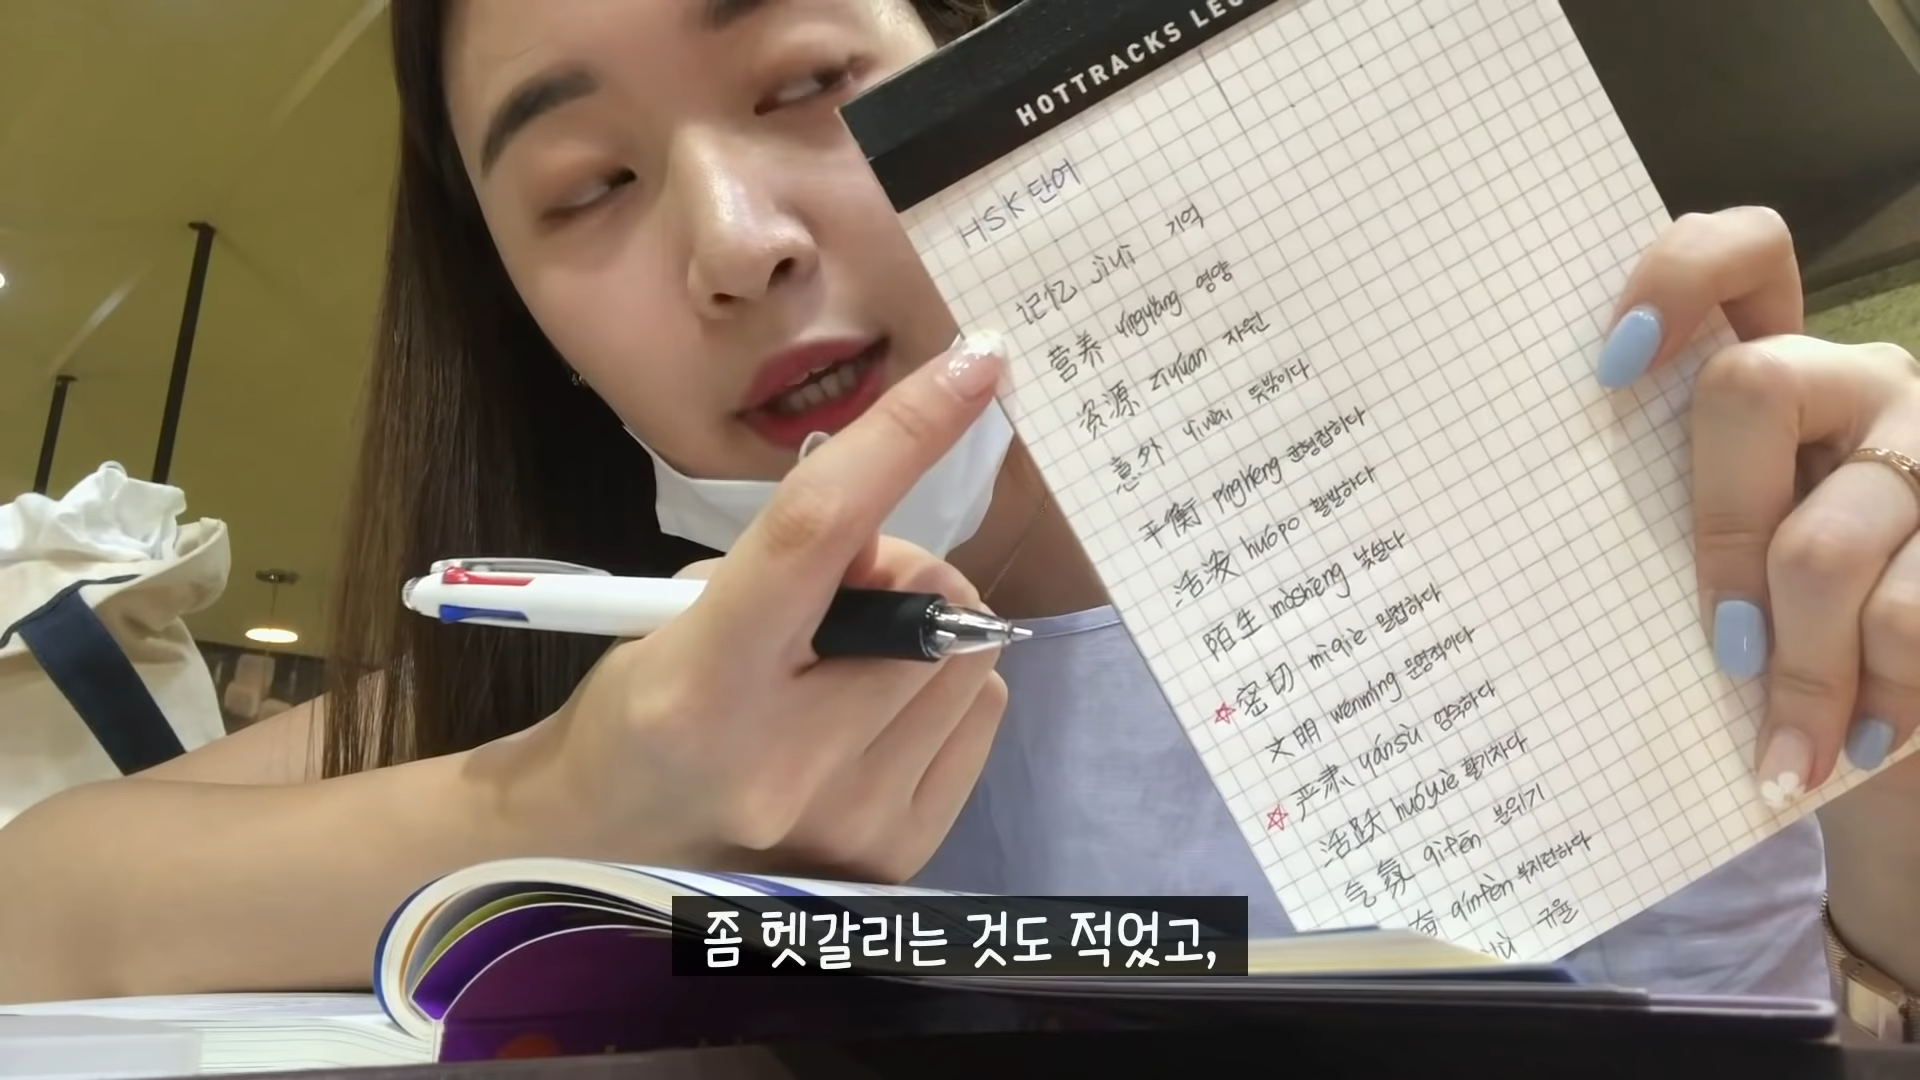 HOTTRACKS
HSK 단어
记忆 jìyì 기억
营养 yíngyǎng 영양
资源 zīyuán 자원
意外 yìwài 뜻밖이다
平衡 pínghéng 균형잡히다
活泼 huópō 활발하다
陌生 mòshēng 낯설다
☆密切 mìqiè 밀접하다
文明 wénmíng 문명적이다
☆严肃 yánsù 엄숙하다
活跃 huóyuè 활기차다
气氛 qìfēn 분위기
奋 qínfèn 부지런하다
lǜ 규율
좀 헷갈리는 것도 적었고,